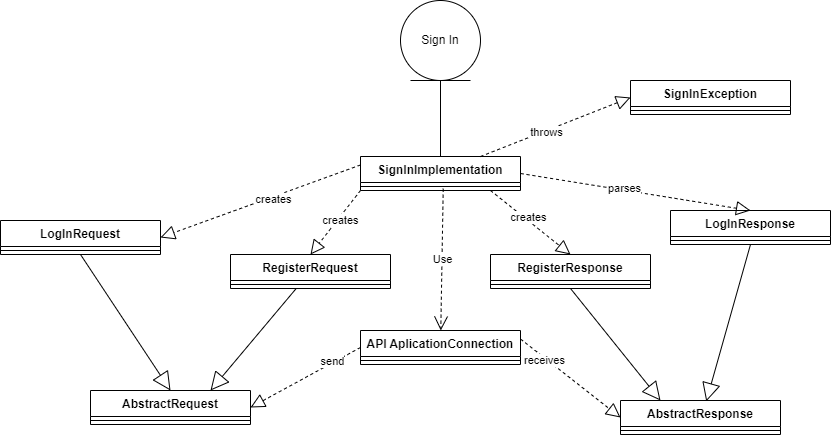 Sign In
SignInException
throws
SignInImplementation
creates
parses
creates
creates
LogInRequest
LogInResponse
RegisterRequest
Use
RegisterResponse
API AplicationConnection
send
receives
AbstractRequest
AbstractResponse